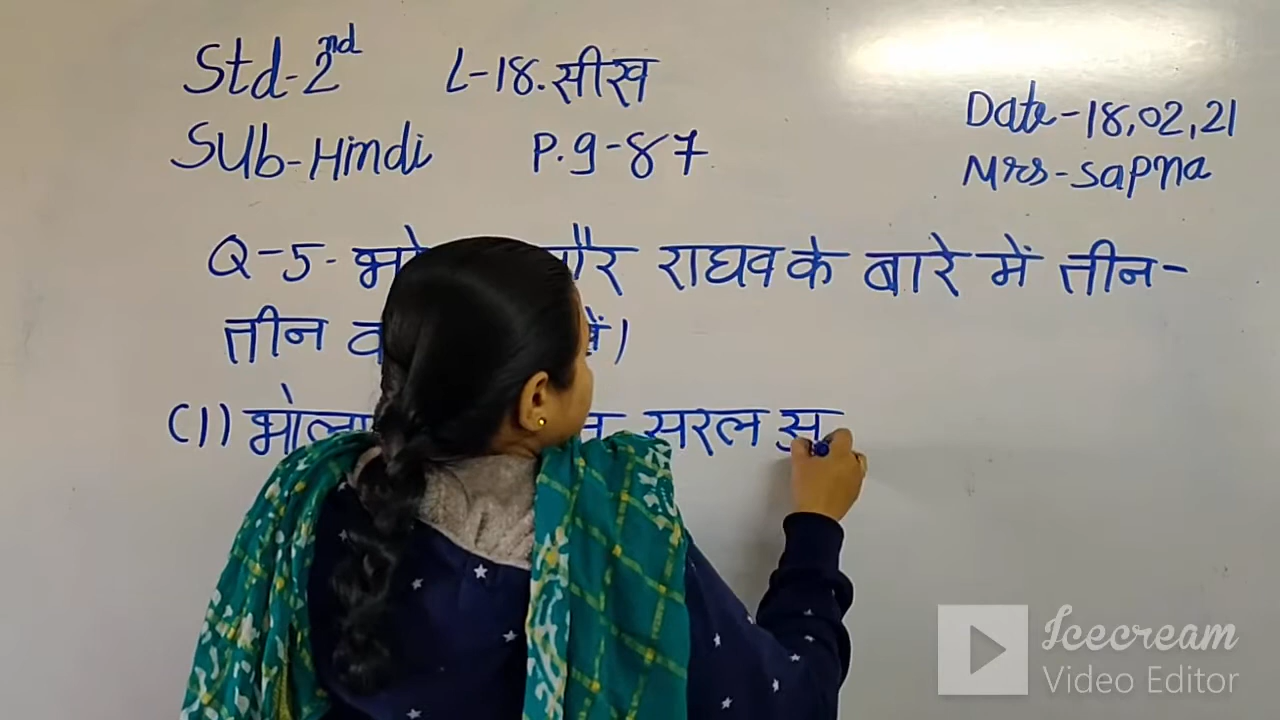 Std-2nd L-18.सीख
Date-18,02,21
Sub-Hindi P.9-87
Mrs-Sapna
Q-5- और राघव के बारे में तीन-
तीन
(1) भोला सरल सु
Icecream
Video Editor